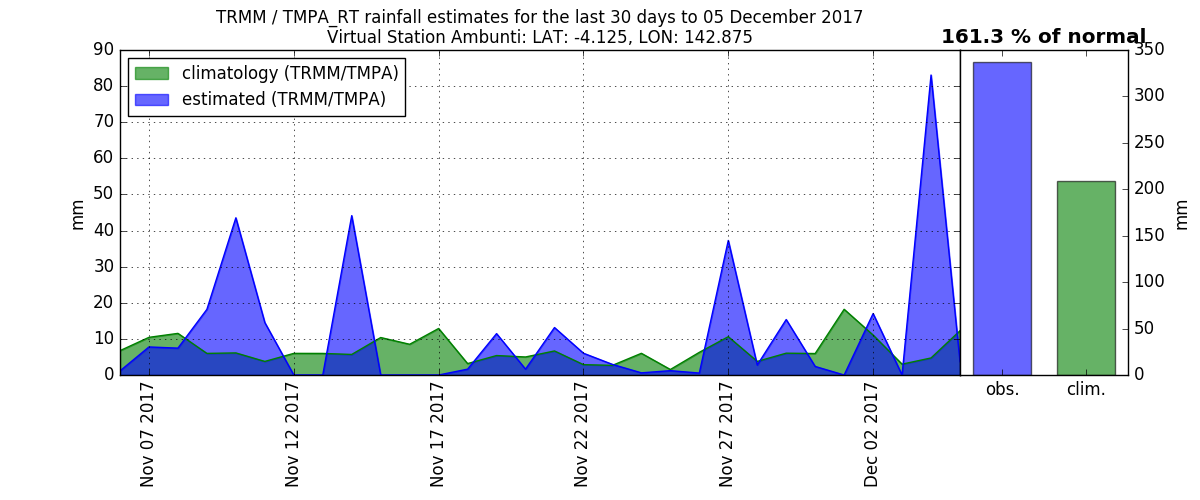 TRMM / TMPA_RT rainfall estimates for the last 30 days to 05 December 2017
Virtual Station Ambunti: LAT: -4.125, LON: 142.875
161.3 % of normal
climatology (TRMM/TMPA)
estimated (TRMM/TMPA)
90
80
70
60
50
40
30
20
10
0
mm
Nov 07 2017
Nov 12 2017
Nov 17 2017
Nov 22 2017
Nov 27 2017
Dec 02 2017
obs.
clim.
350
300
250
200
150
100
50
0
mm